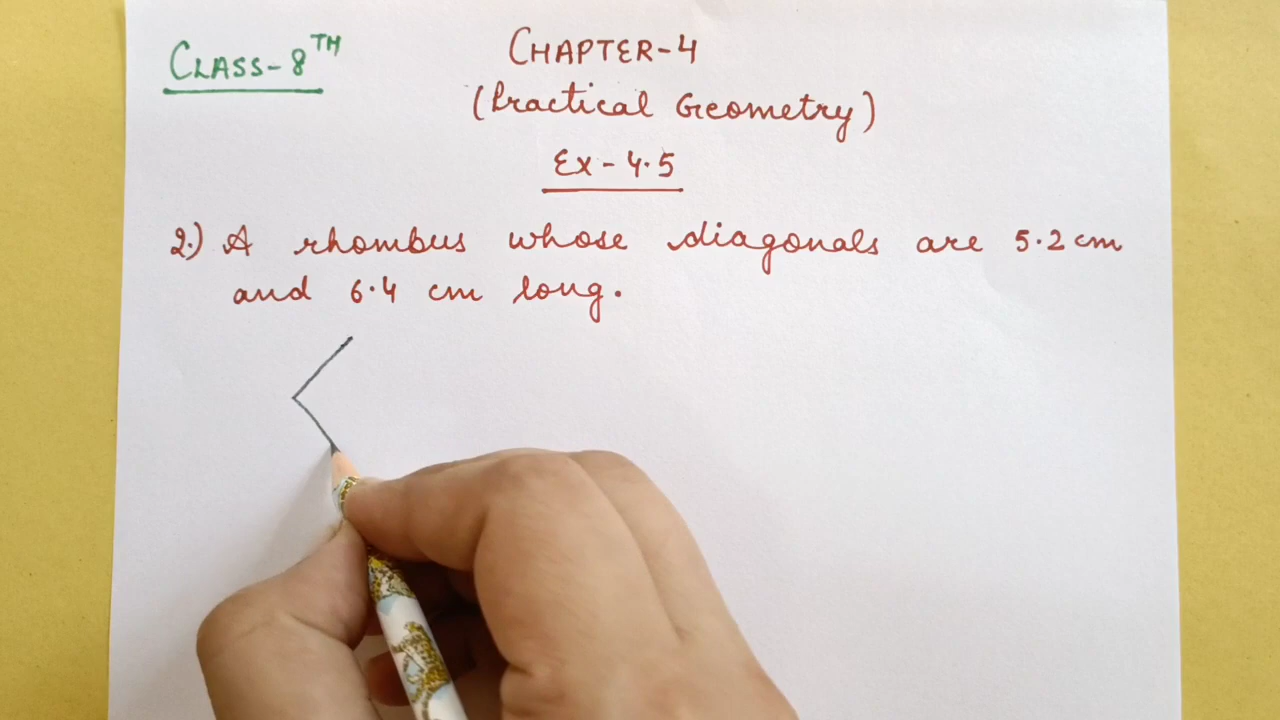 CLASS-8TH
CHAPTER-4
(Practical Geometry)
Ex-4.5
2.) A rhombus whose diagonals are 5.2 cm
and 6.4 cm long.